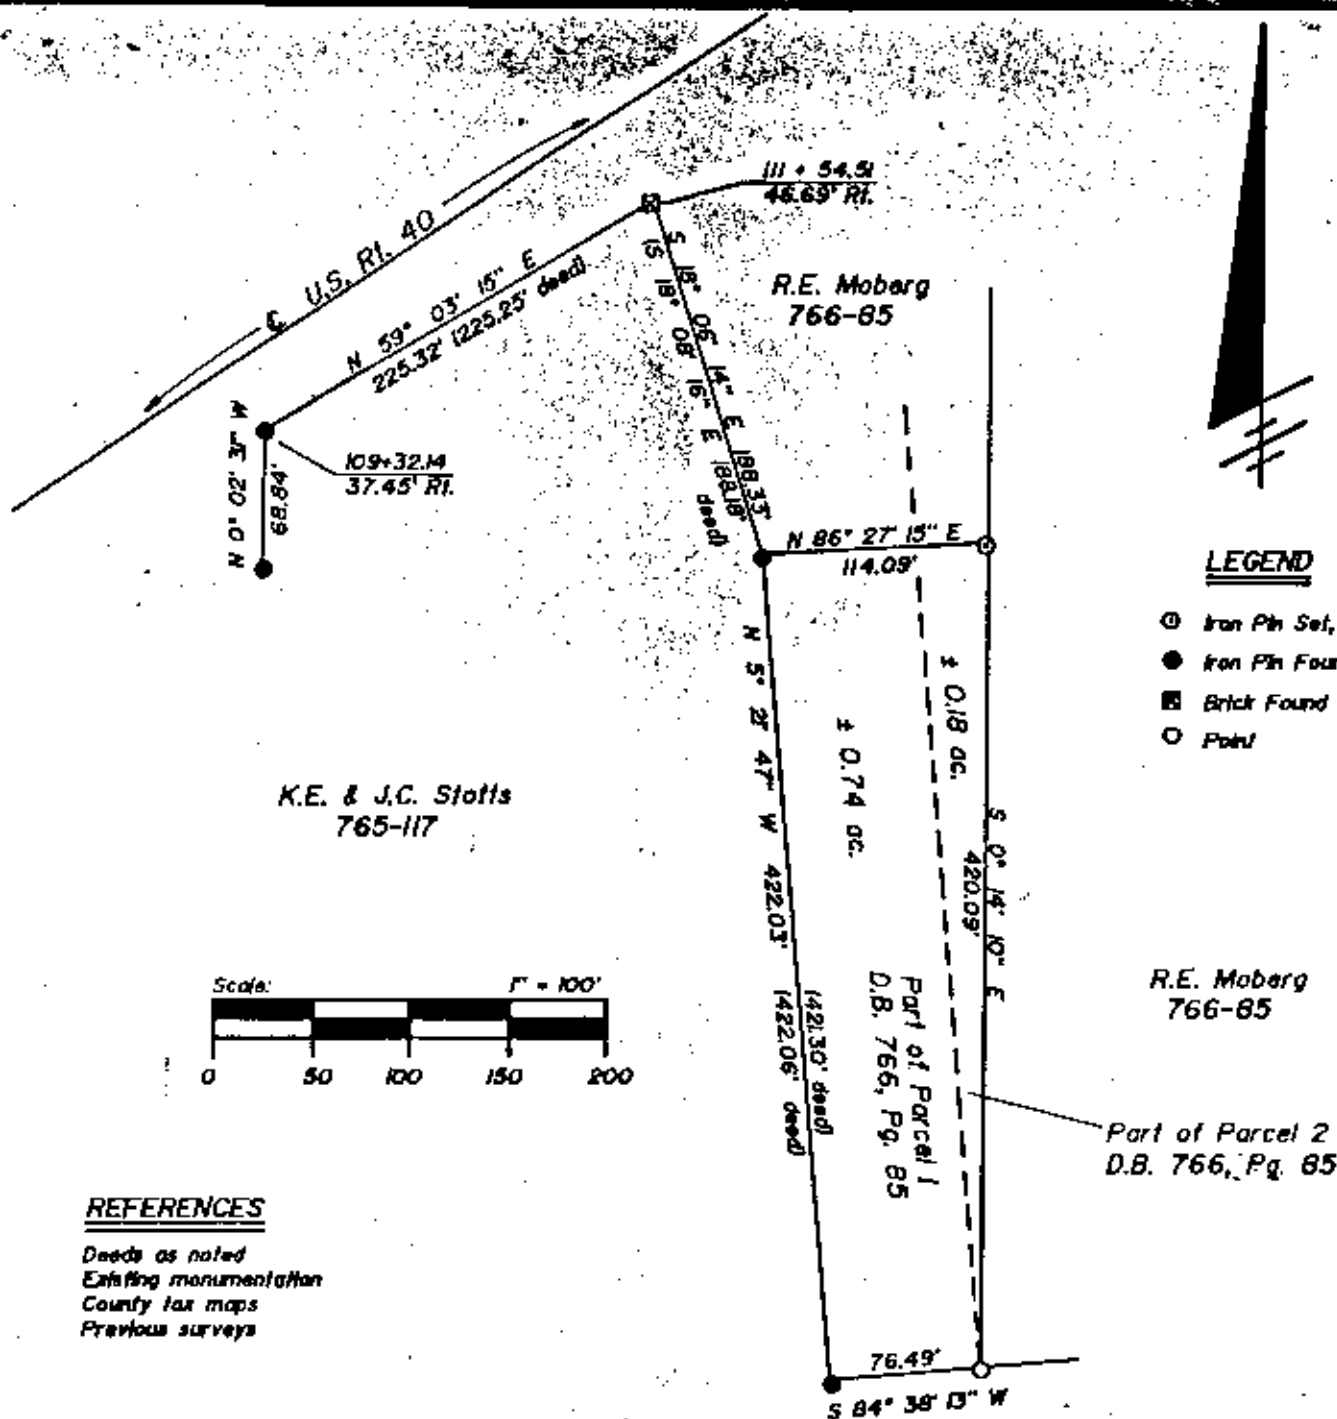 111 + 54.51
46.69' Rt.
U.S. Rt. 40
N 59° 03' 15" E
225.32' (225.25' deed)
S 18° 06' 14" E 188.33'
(S 18° 08' 16" E 188.18' deed)
R.E. Moberg
766-85
N 0° 02' 31" W
68.84'
109+32.14
37.45' Rt.
N 86° 27' 15" E
114.09'
LEGEND
Iron Pin Set,
Iron Pin Foun
Brick Found
Point
N 5° 21' 47" W 422.03'
(421.30' deed)
(422.06' deed)
± 0.74 ac.
± 0.18 ac.
S 0° 14' 10" E
420.09'
K.E. & J.C. Stotts
765-117
Part of Parcel 1
D.B. 766, Pg. 85
R.E. Moberg
766-85
Scale: 1" = 100'
0 50 100 150 200
Part of Parcel 2
D.B. 766, Pg. 85
REFERENCES
Deeds as noted
Existing monumentation
County tax maps
Previous surveys
76.49'
S 84° 38' 13" W